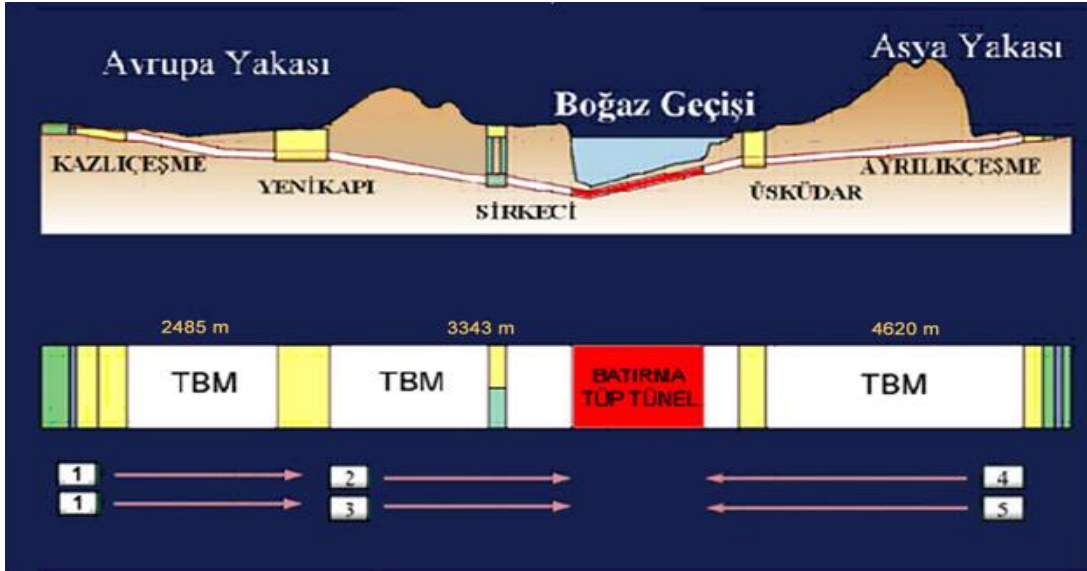 Avrupa Yakası
Asya Yakası
Boğaz Geçişi
KAZLIÇEŞME
YENİKAPI
SİRKECİ
ÜSKÜDAR
AYRILIKÇEŞME
2485 m
3343 m
4620 m
TBM
TBM
BATIRMA
TÜP TÜNEL
TBM
1
2
4
1
3
5